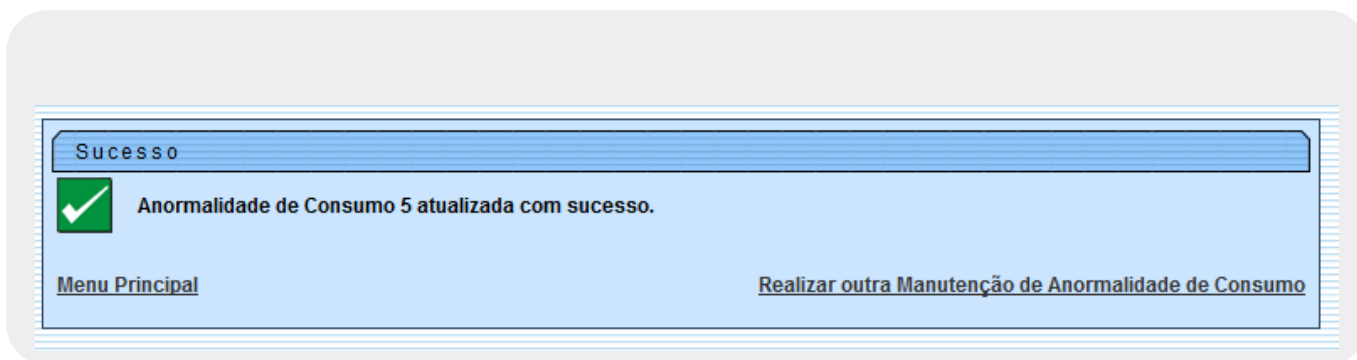 Sucesso
Anormalidade de Consumo 5 atualizada com sucesso.
Menu Principal
Realizar outra Manutenção de Anormalidade de Consumo